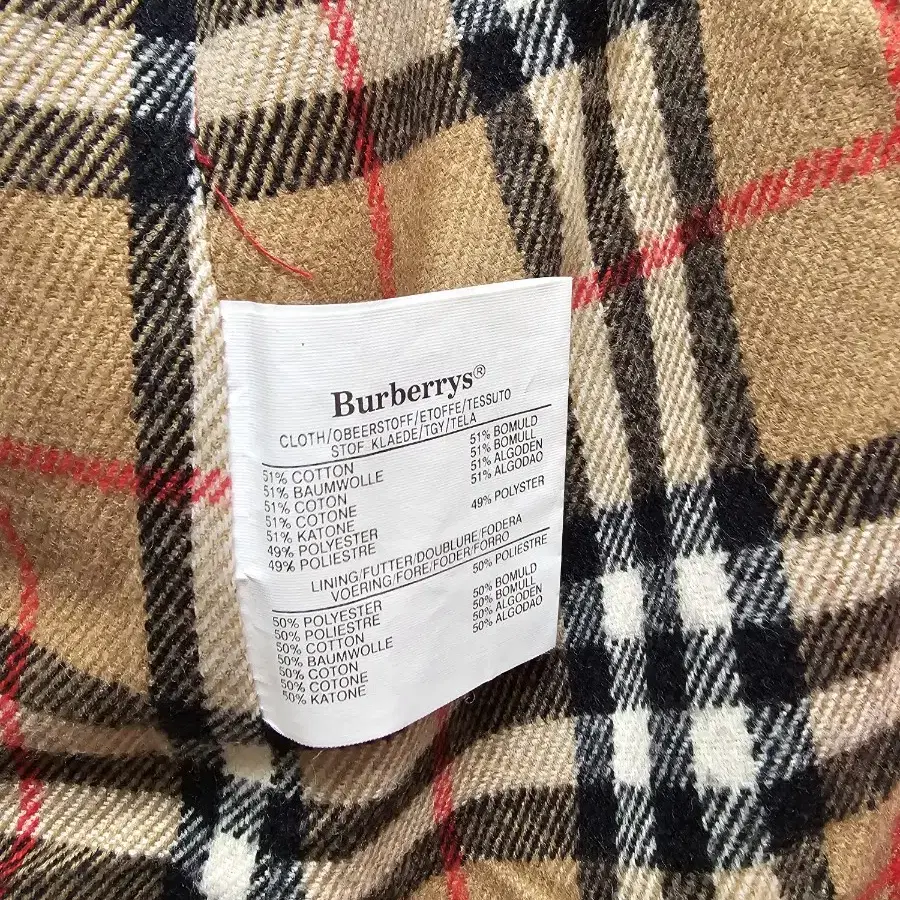 Burberrys®
CLOTH/OBEERSTOFF/ETOFFE/TESSUTO
STOF KLAEDE/TGY/TELA
51% COTTON
51% BAUMWOLLE
51% COTON
51% COTONE
51% KATONE
49% POLYESTER
49% POLIESTRE
51% BOMULD
51% BOMULL
51% ALGODEN
51% ALGODAO
49% POLYSTER
LINING/FUTTER/DOUBLURE/FODERA
VOERING/FORE/FODER/FORRO
50% POLYESTER
50% POLIESTRE
50% COTTON
50% BAUMWOLLE
50% COTON
50% COTONE
50% KATONE
50% POLIESTRE
50% BOMULD
50% BOMULL
50% ALGODEN
50% ALGODAO